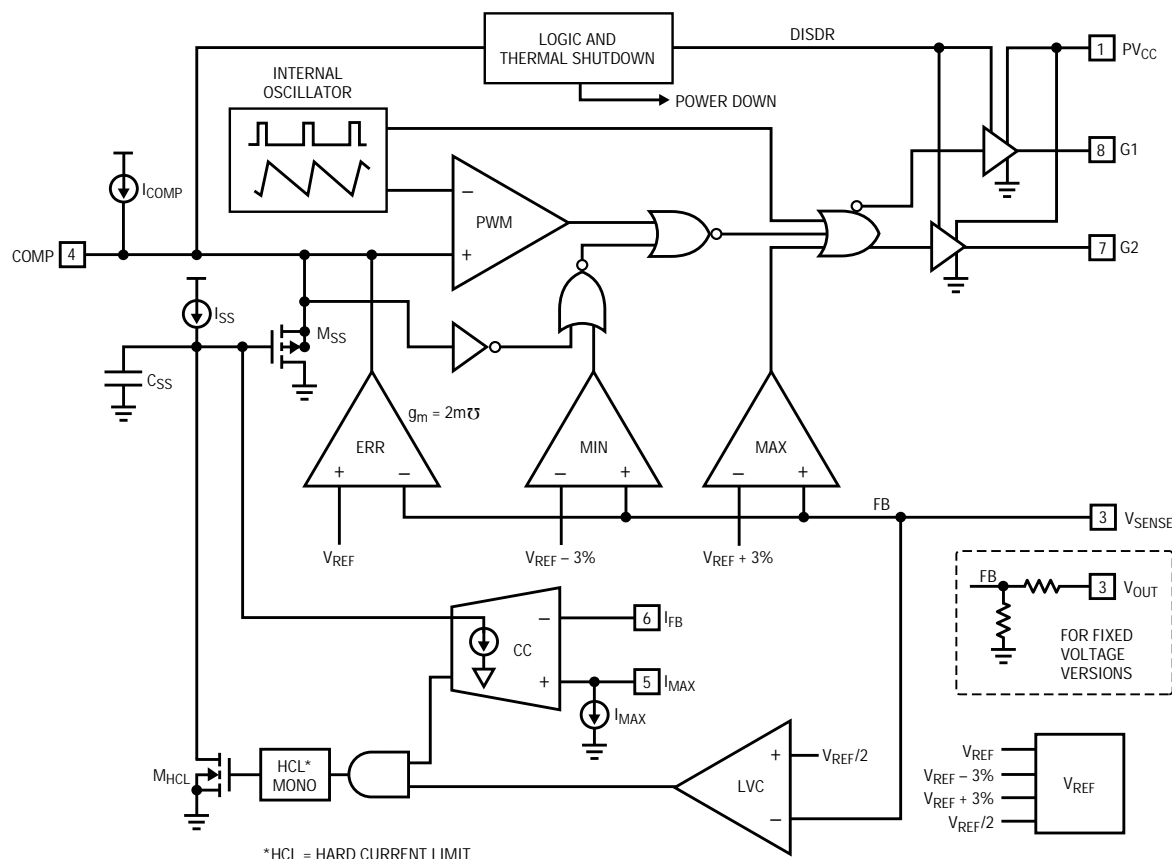 LOGIC AND
THERMAL SHUTDOWN
DISDR
1 PVCC
POWER DOWN
INTERNAL
OSCILLATOR
8 G1
ICOMP
–
PWM
+
COMP 4
7 G2
ISS
MSS
CSS
gm = 2m℧
ERR
+ –
MIN
– +
MAX
– +
FB
3 VSENSE
VREF
VREF – 3%
VREF + 3%
FB
3 VOUT
FOR FIXED
VOLTAGE
VERSIONS
–
6 IFB
CC
+
5 IMAX
IMAX
MHCL
HCL*
MONO
LVC
+
VREF/2
–
VREF
VREF – 3%
VREF + 3%
VREF/2
VREF
*HCL = HARD CURRENT LIMIT